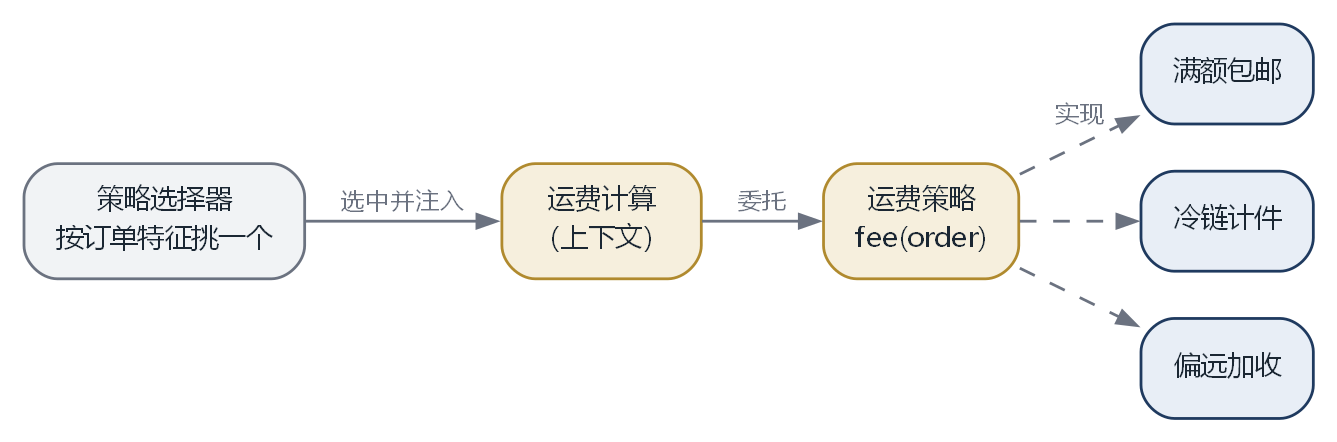 策略选择器
按订单特征挑一个
选中并注入
运费计算
(上下文)
委托
运费策略
fee(order)
实现
满额包邮
冷链计件
偏远加收